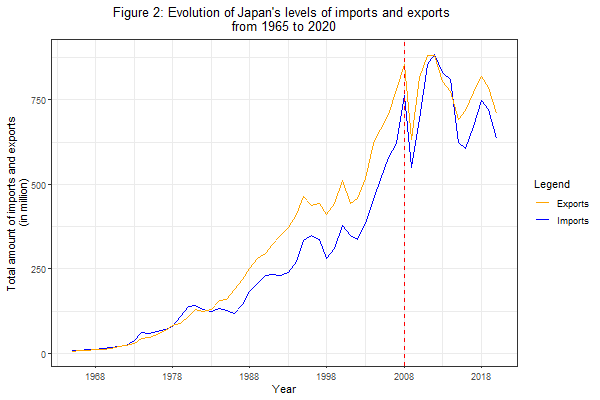 Figure 2: Evolution of Japan's levels of imports and exports
from 1965 to 2020
Total amount of imports and exports
(in million)
750
500
250
0
1968 1978 1988 1998 2008 2018
Year
Legend
Exports
Imports